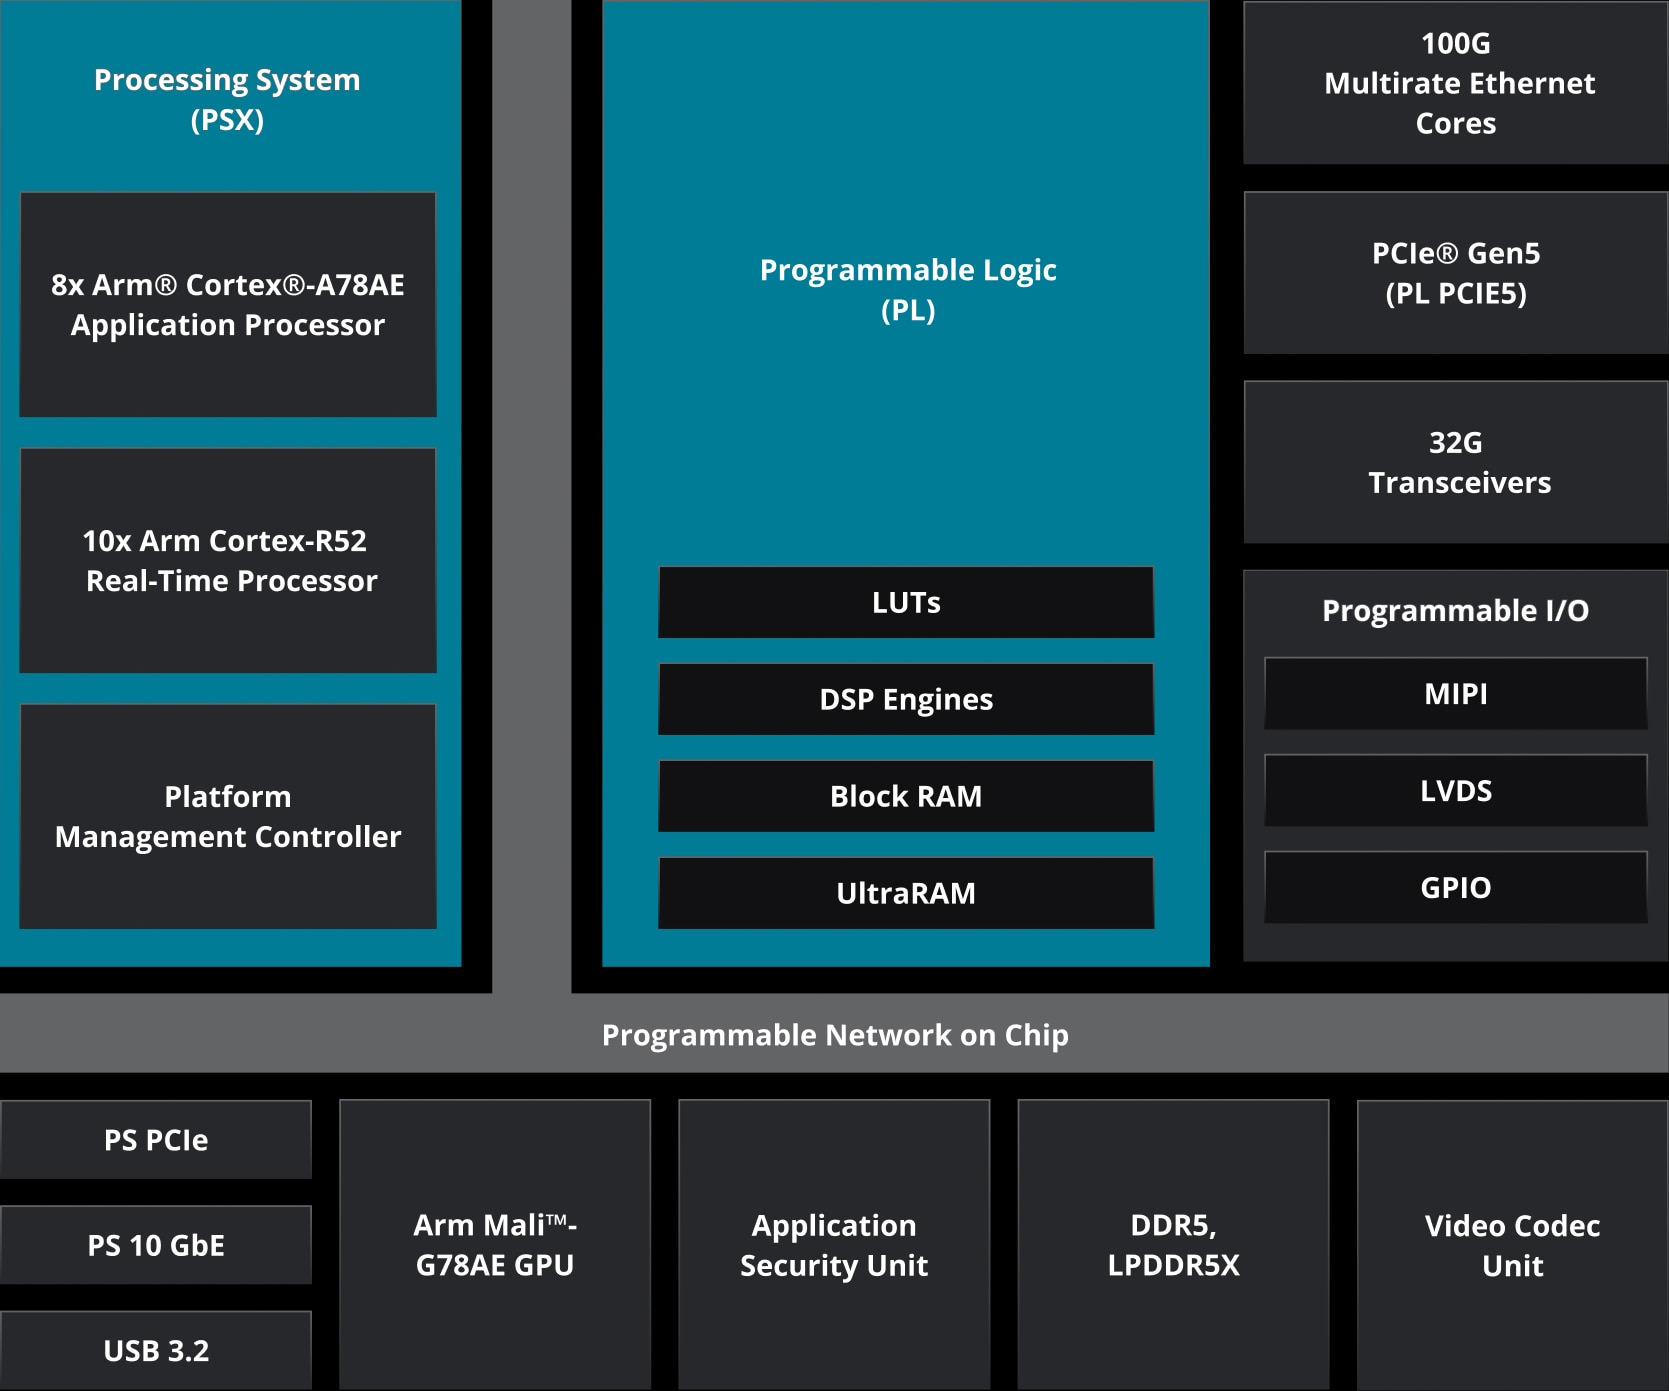 Processing System
(PSX)
8x Arm® Cortex®-A78AE
Application Processor
10x Arm Cortex-R52
Real-Time Processor
Platform
Management Controller
Programmable Logic
(PL)
LUTs
DSP Engines
Block RAM
UltraRAM
100G
Multirate Ethernet
Cores
PCIe® Gen5
(PL PCIE5)
32G
Transceivers
Programmable I/O
MIPI
LVDS
GPIO
Programmable Network on Chip
PS PCIe
PS 10 GbE
USB 3.2
Arm Mali™-
G78AE GPU
Application
Security Unit
DDR5,
LPDDR5X
Video Codec
Unit